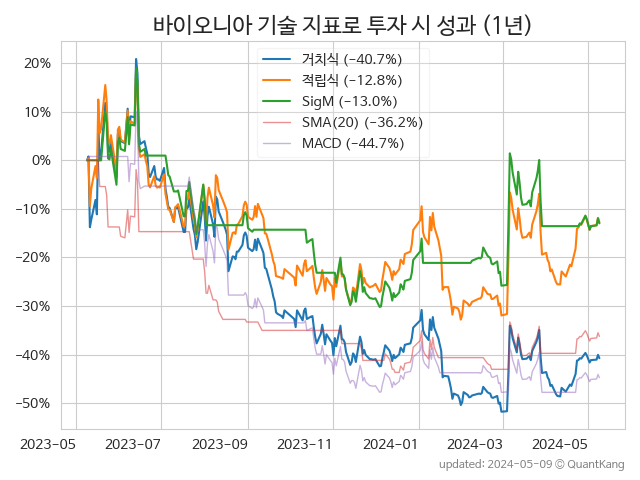 바이오니아 기술 지표로 투자 시 성과 (1년)
거치식 (−40.7%)
적립식 (−12.8%)
SigM (−13.0%)
SMA(20) (−36.2%)
MACD (−44.7%)
20%
10%
0%
−10%
−20%
−30%
−40%
−50%
2023-05 2023-07 2023-09 2023-11 2024-01 2024-03 2024-05
updated: 2024-05-09 © QuantKang